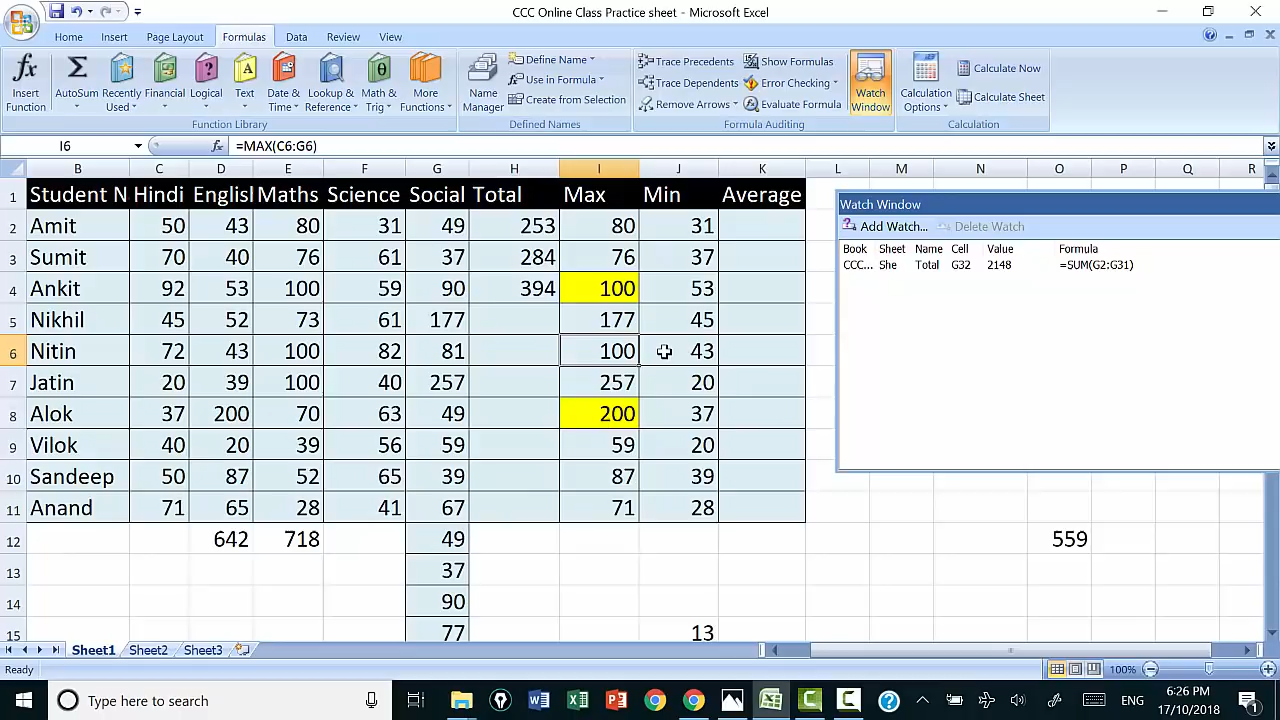 CCC Online Class Practice sheet - Microsoft Excel
Home Insert Page Layout Formulas Data Review View
Insert Function
AutoSum
Recently Used
Financial
Logical
Text
Date & Time
Lookup & Reference
Math & Trig
More Functions
Function Library
Name Manager
Define Name
Use in Formula
Create from Selection
Defined Names
Trace Precedents
Trace Dependents
Remove Arrows
Show Formulas
Error Checking
Evaluate Formula
Formula Auditing
Watch Window
Calculation Options
Calculate Now
Calculate Sheet
Calculation
I6 fx =MAX(C6:G6)
B C D E F G H I J K L M N O P Q R
1 Student N Hindi Englisl Maths Science Social Total Max Min Average
2 Amit 50 43 80 31 49 253 80 31
3 Sumit 70 40 76 61 37 284 76 37
4 Ankit 92 53 100 59 90 394 100 53
5 Nikhil 45 52 73 61 177 177 45
6 Nitin 72 43 100 82 81 100 43
7 Jatin 20 39 100 40 257 257 20
8 Alok 37 200 70 63 49 200 37
9 Vilok 40 20 39 56 59 59 20
10 Sandeep 50 87 52 65 39 87 39
11 Anand 71 65 28 41 67 71 28
12 642 718 49 559
13 37
14 90
15 77 13
Watch Window
Add Watch... Delete Watch
Book Sheet Name Cell Value Formula
CCC... She Total G32 2148 =SUM(G2:G31)
Sheet1 Sheet2 Sheet3
Ready 100%
Type here to search
ENG
6:26 PM
17/10/2018
1